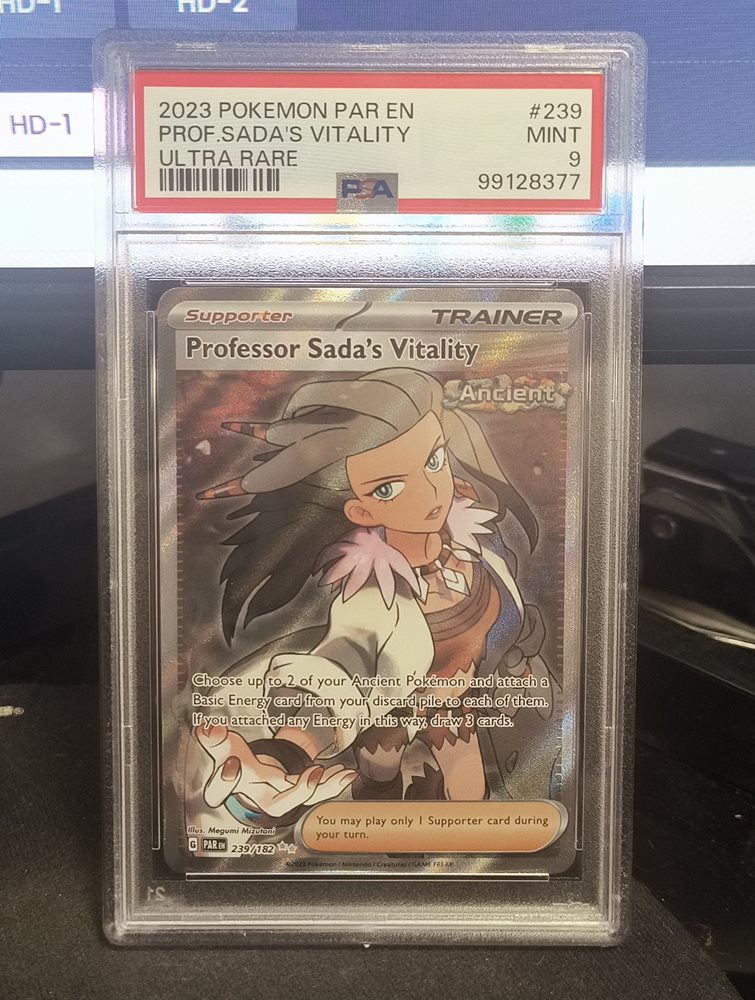 HD-1
HD-2
HD-1
2023 POKEMON PAR EN #239
PROF.SADA'S VITALITY MINT
ULTRA RARE 9
PSA 99128377
Supporter TRAINER
Professor Sada's Vitality
Ancient
Choose up to 2 of your Ancient Pokémon and attach a
Basic Energy card from your discard pile to each of them.
If you attached any Energy in this way, draw 3 cards.
You may play only 1 Supporter card during
your turn.
Illus. Megumi Mizutani
G PAR EN 239/182
©2023 Pokémon / Nintendo / Creatures / GAME FREAK